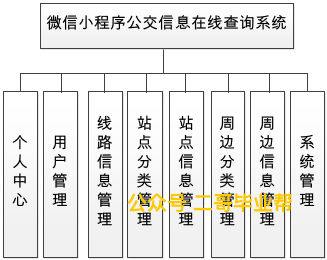 微信小程序公交信息在线查询系统
个人中心
用户管理
线路信息管理
站点分类管理
站点信息管理
周边分类管理
周边信息管理
系统管理
公众号 二哥毕业帮